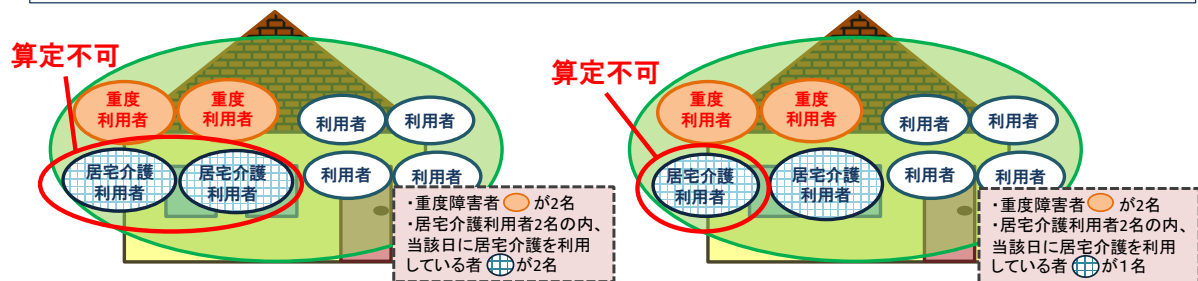 算定不可
重度
利用者
重度
利用者
利用者
利用者
居宅介護
利用者
居宅介護
利用者
利用者
利用者
・重度障害者 が2名
・居宅介護利用者2名の内、
当該日に居宅介護を利用
している者 が2名
算定不可
重度
利用者
重度
利用者
利用者
利用者
居宅介護
利用者
居宅介護
利用者
利用者
利用者
・重度障害者 が2名
・居宅介護利用者2名の内、
当該日に居宅介護を利用
している者 が1名